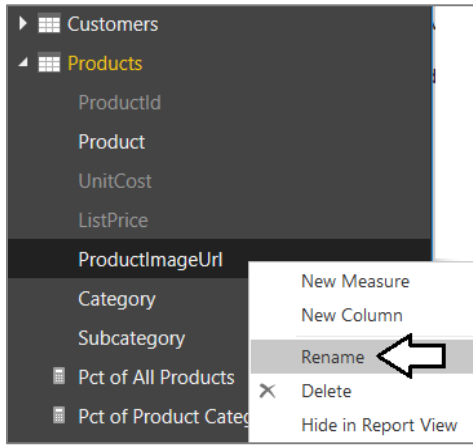 Customers
Products
ProductId
Product
UnitCost
ListPrice
ProductImageUrl
Category
Subcategory
Pct of All Products
Pct of Product Categ
New Measure
New Column
Rename
Delete
Hide in Report View